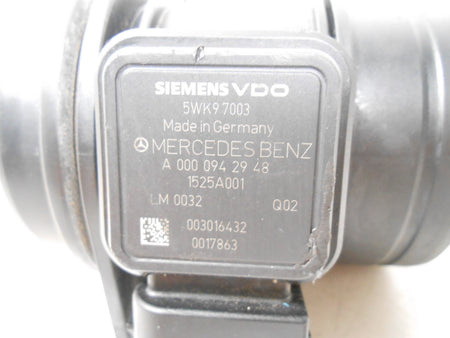 SIEMENS VDO
5WK9 7003
Made in Germany
MERCEDES BENZ
A 000 094 29 48
1525A001
LM 0032 Q02
003016432
0017863